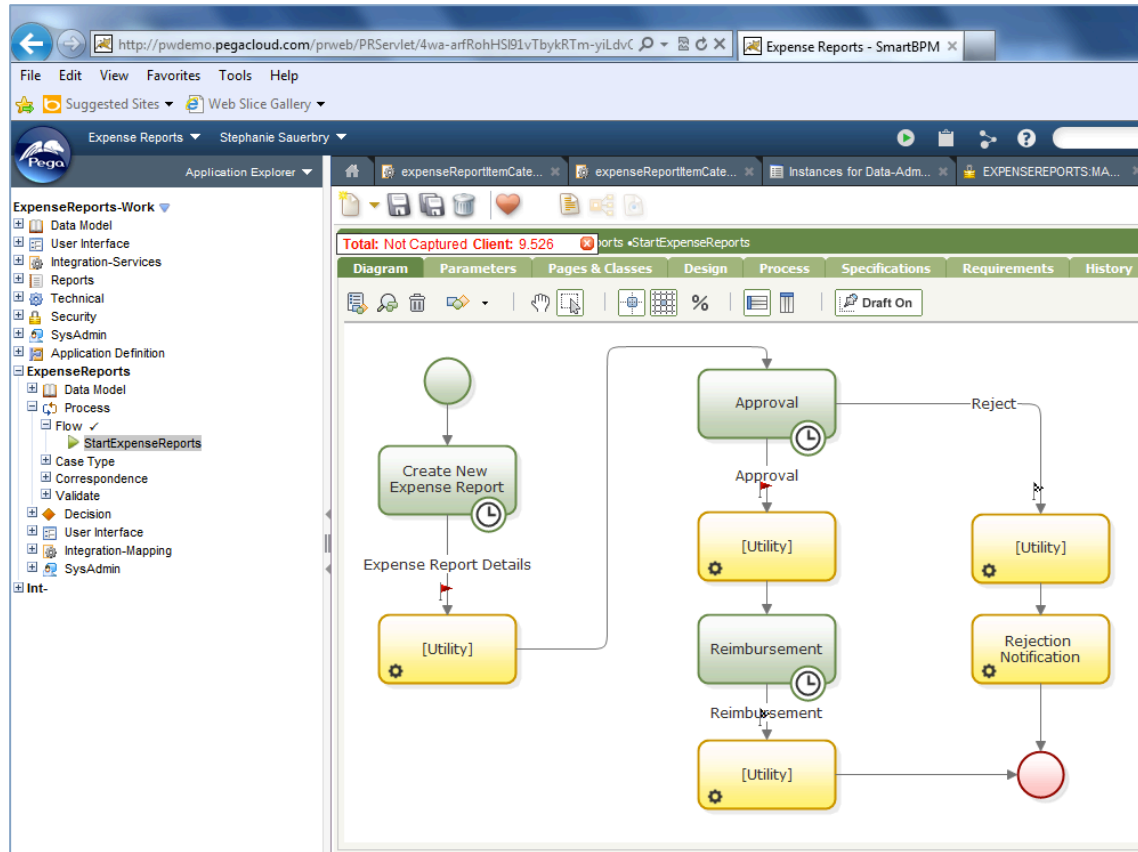 http://pwdemo.pegacloud.com/prweb/PRServlet/4wa-arfRohHSI91vTbykRTm-yiLdvC
Expense Reports - SmartBPM
File Edit View Favorites Tools Help
Suggested Sites Web Slice Gallery
Pega
Expense Reports Stephanie Sauerbry
Application Explorer
expenseReportItemCate...
expenseReportItemCate...
Instances for Data-Adm...
EXPENSEREPORTS:MA...
ExpenseReports-Work
Data Model
User Interface
Integration-Services
Reports
Technical
Security
SysAdmin
Application Definition
ExpenseReports
Data Model
Process
Flow
StartExpenseReports
Case Type
Correspondence
Validate
Decision
User Interface
Integration-Mapping
SysAdmin
Int-
Total: Not Captured Client: 9.526
orts •StartExpenseReports
Diagram Parameters Pages & Classes Design Process Specifications Requirements History
% Draft On
Create New
Expense Report
Expense Report Details
[Utility]
Approval
Approval
[Utility]
Reimbursement
Reimbursement
[Utility]
Reject
[Utility]
Rejection
Notification